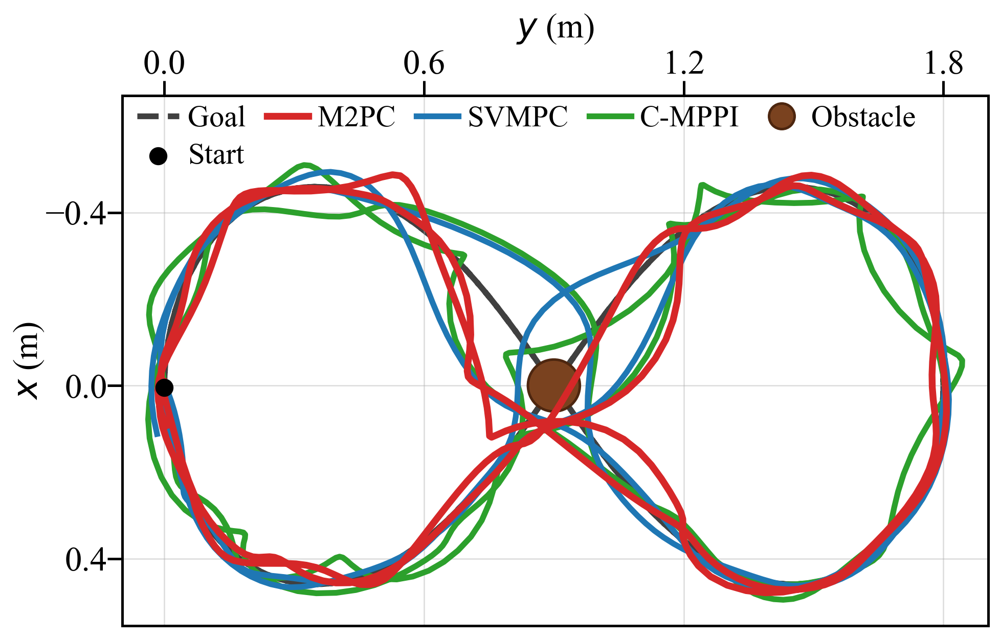 y (m)
0.0 0.6 1.2 1.8
Goal M2PC SVMPC C-MPPI Obstacle
Start
−0.4
x (m)
0.0
0.4